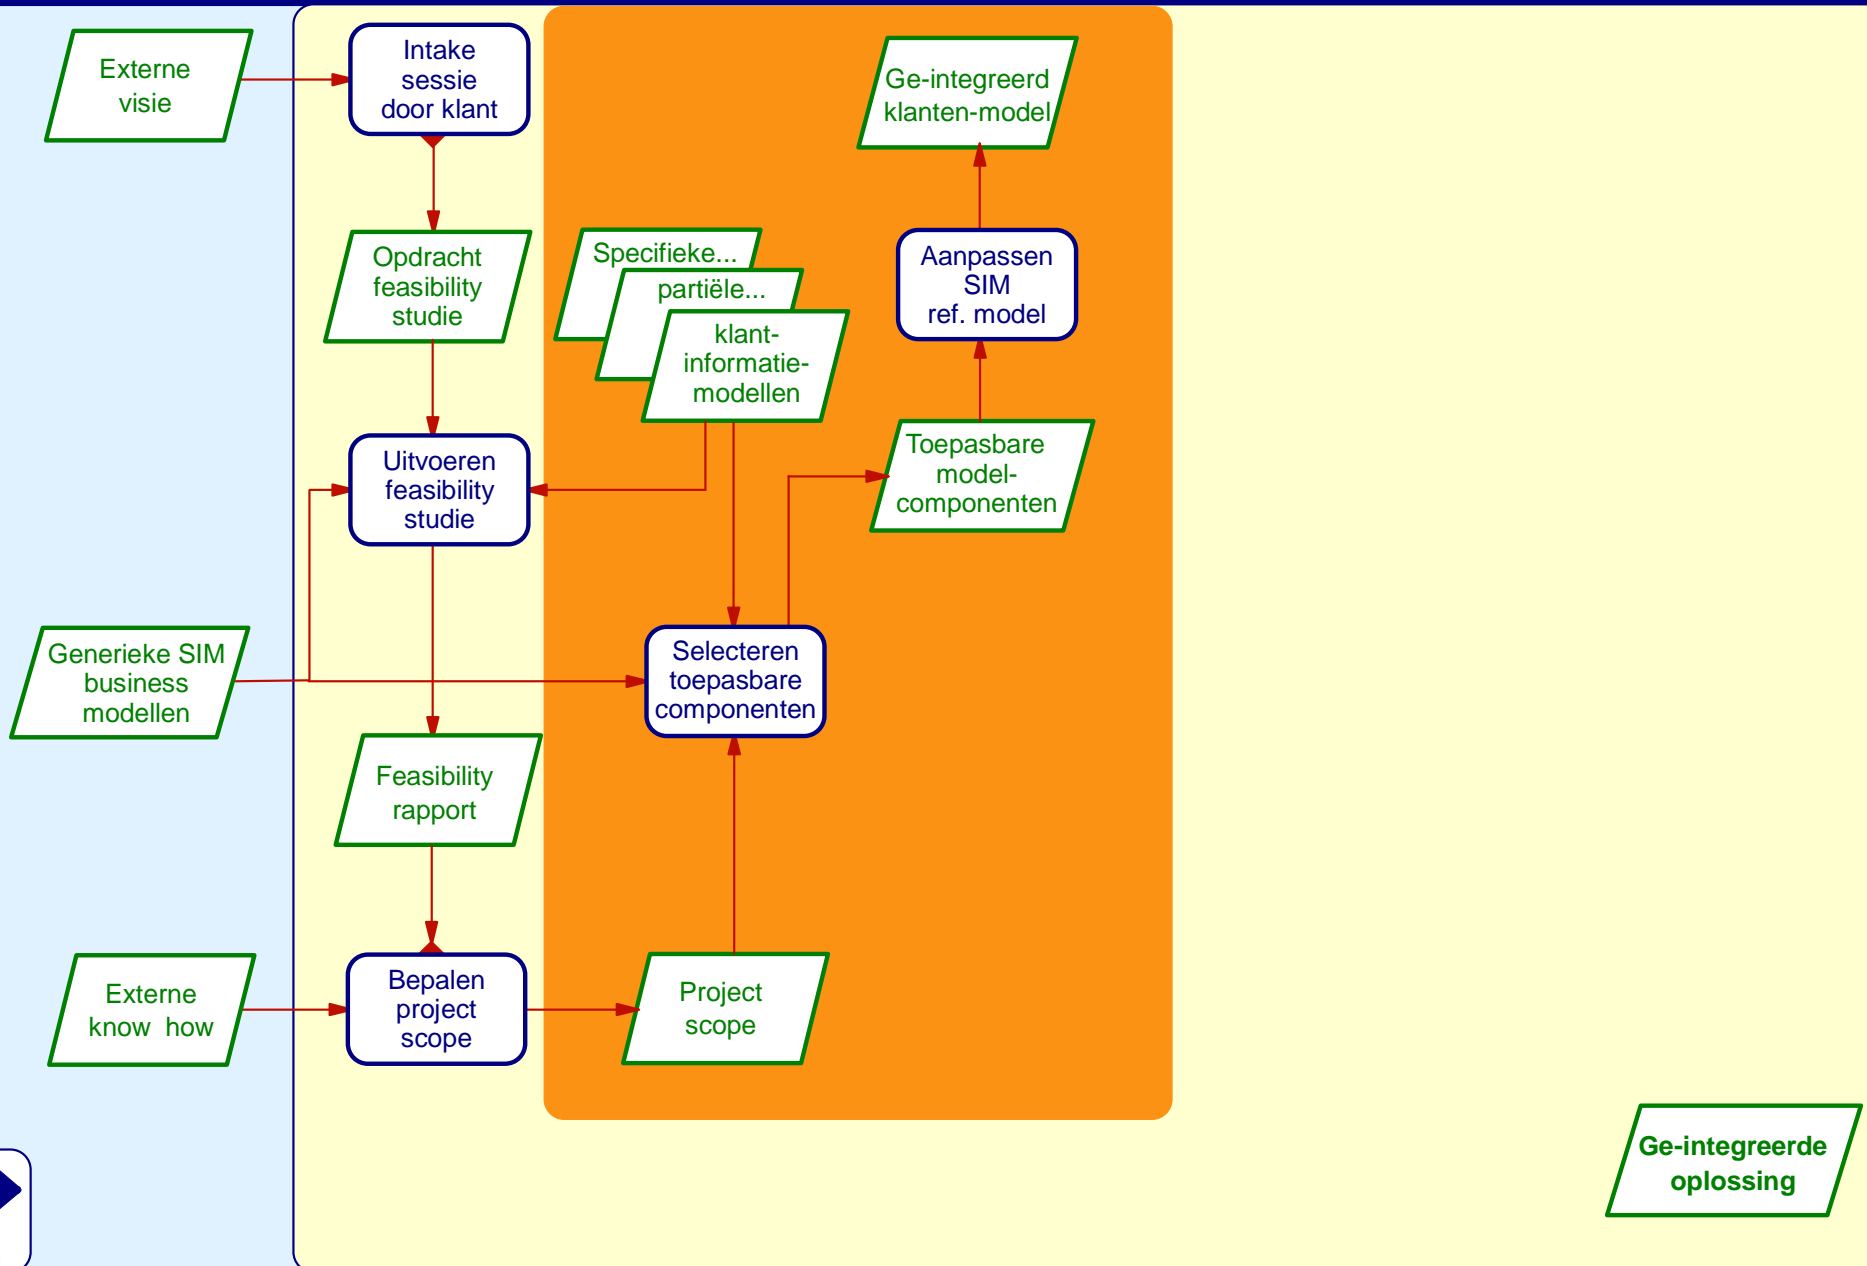 Externe
visie
Intake
sessie
door klant
Ge-integreerd
klanten-model
Opdracht
feasibility
studie
Specifieke...
partiële...
klant-
informatie-
modellen
Aanpassen
SIM
ref. model
Uitvoeren
feasibility
studie
Toepasbare
model-
componenten
Generieke SIM
business
modellen
Selecteren
toepasbare
componenten
Feasibility
rapport
Externe
know  how
Bepalen
project
scope
Project
scope
Ge-integreerde
oplossing